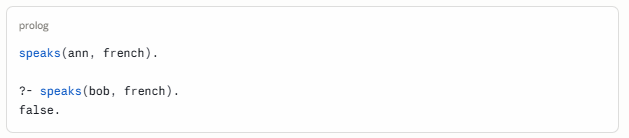 prolog
speaks(ann, french).
?- speaks(bob, french).
false.